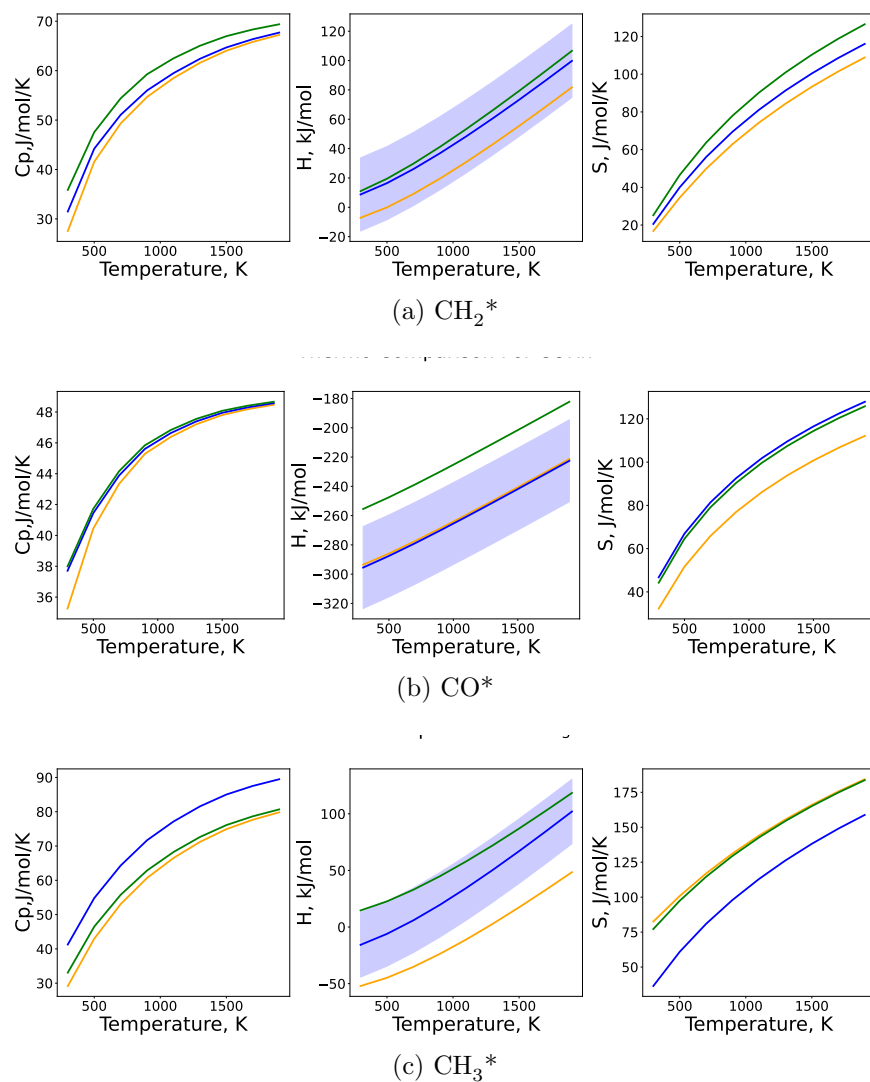 70
60
50
40
30
Cp,J/mol/K
500 1000 1500
Temperature, K
120
100
80
60
40
20
0
−20
H, kJ/mol
500 1000 1500
Temperature, K
120
100
80
60
40
20
S, J/mol/K
500 1000 1500
Temperature, K
(a) CH₂*
48
46
44
42
40
38
36
Cp,J/mol/K
500 1000 1500
Temperature, K
−180
−200
−220
−240
−260
−280
−300
−320
H, kJ/mol
500 1000 1500
Temperature, K
120
100
80
60
40
S, J/mol/K
500 1000 1500
Temperature, K
(b) CO*
90
80
70
60
50
40
30
Cp,J/mol/K
500 1000 1500
Temperature, K
100
50
0
−50
H, kJ/mol
500 1000 1500
Temperature, K
175
150
125
100
75
50
S, J/mol/K
500 1000 1500
Temperature, K
(c) CH₃*